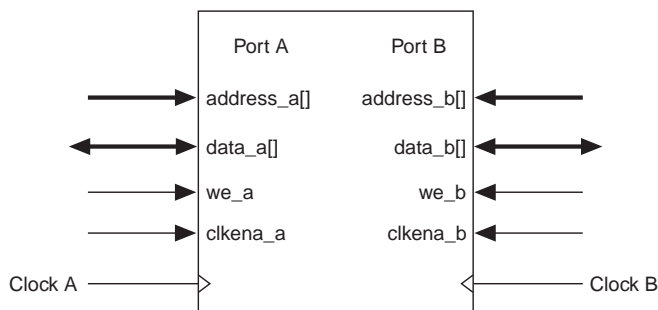 Port A Port B
address_a[] address_b[]
data_a[] data_b[]
we_a we_b
clkena_a clkena_b
Clock A Clock B